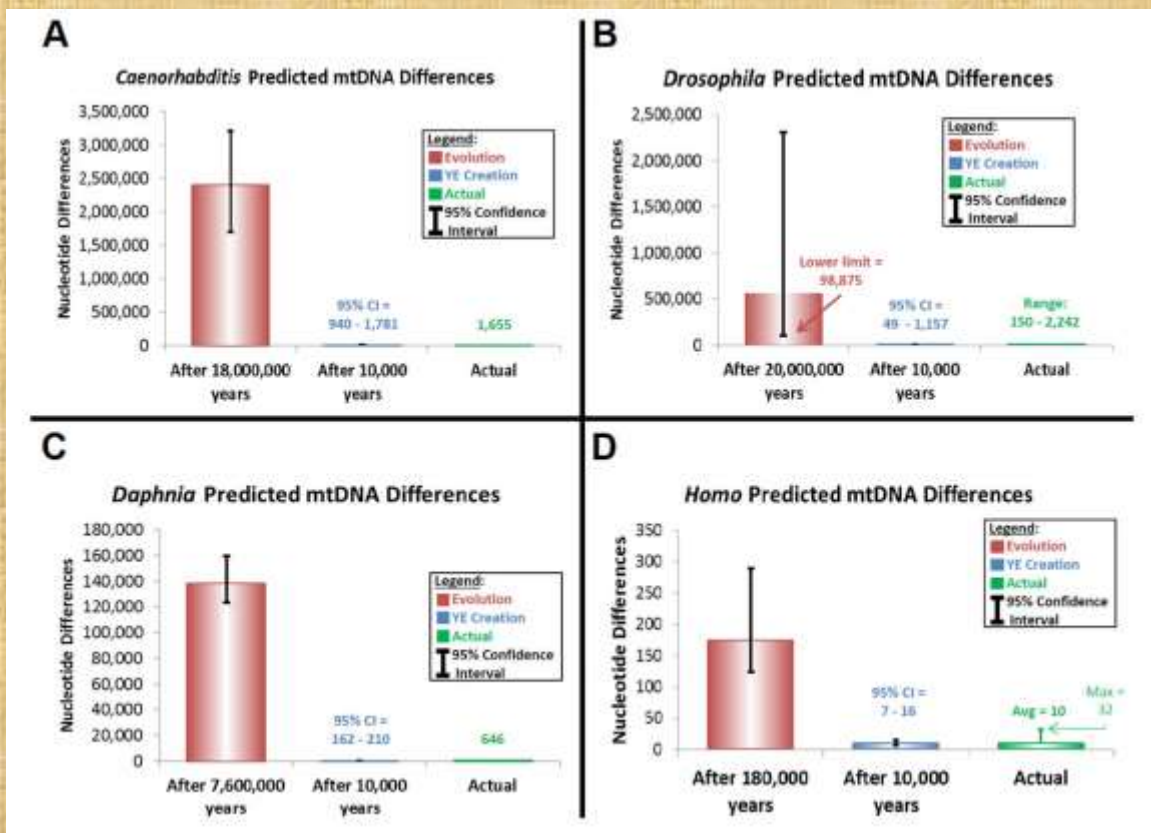 A
Caenorhabditis Predicted mtDNA Differences
Nucleotide Differences
3,500,000
3,000,000
2,500,000
2,000,000
1,500,000
1,000,000
500,000
0
Legend:
Evolution
YE Creation
Actual
95% Confidence
Interval
95% CI =
940 - 1,781
1,655
After 18,000,000
years
After 10,000
years
Actual
B
Drosophila Predicted mtDNA Differences
Nucleotide Differences
2,500,000
2,000,000
1,500,000
1,000,000
500,000
0
Legend:
Evolution
YE Creation
Actual
95% Confidence
Interval
Lower limit =
98,875
95% CI =
49 - 1,157
Range:
150 - 2,242
After 20,000,000
years
After 10,000
years
Actual
C
Daphnia Predicted mtDNA Differences
Nucleotide Differences
180,000
160,000
140,000
120,000
100,000
80,000
60,000
40,000
20,000
0
Legend:
Evolution
YE Creation
Actual
95% Confidence
Interval
95% CI =
162 - 210
646
After 7,600,000
years
After 10,000
years
Actual
D
Homo Predicted mtDNA Differences
Nucleotide Differences
350
300
250
200
150
100
50
0
Legend:
Evolution
YE Creation
Actual
95% Confidence
Interval
95% CI =
7 - 16
Avg = 10
Max =
32
After 180,000
years
After 10,000
years
Actual